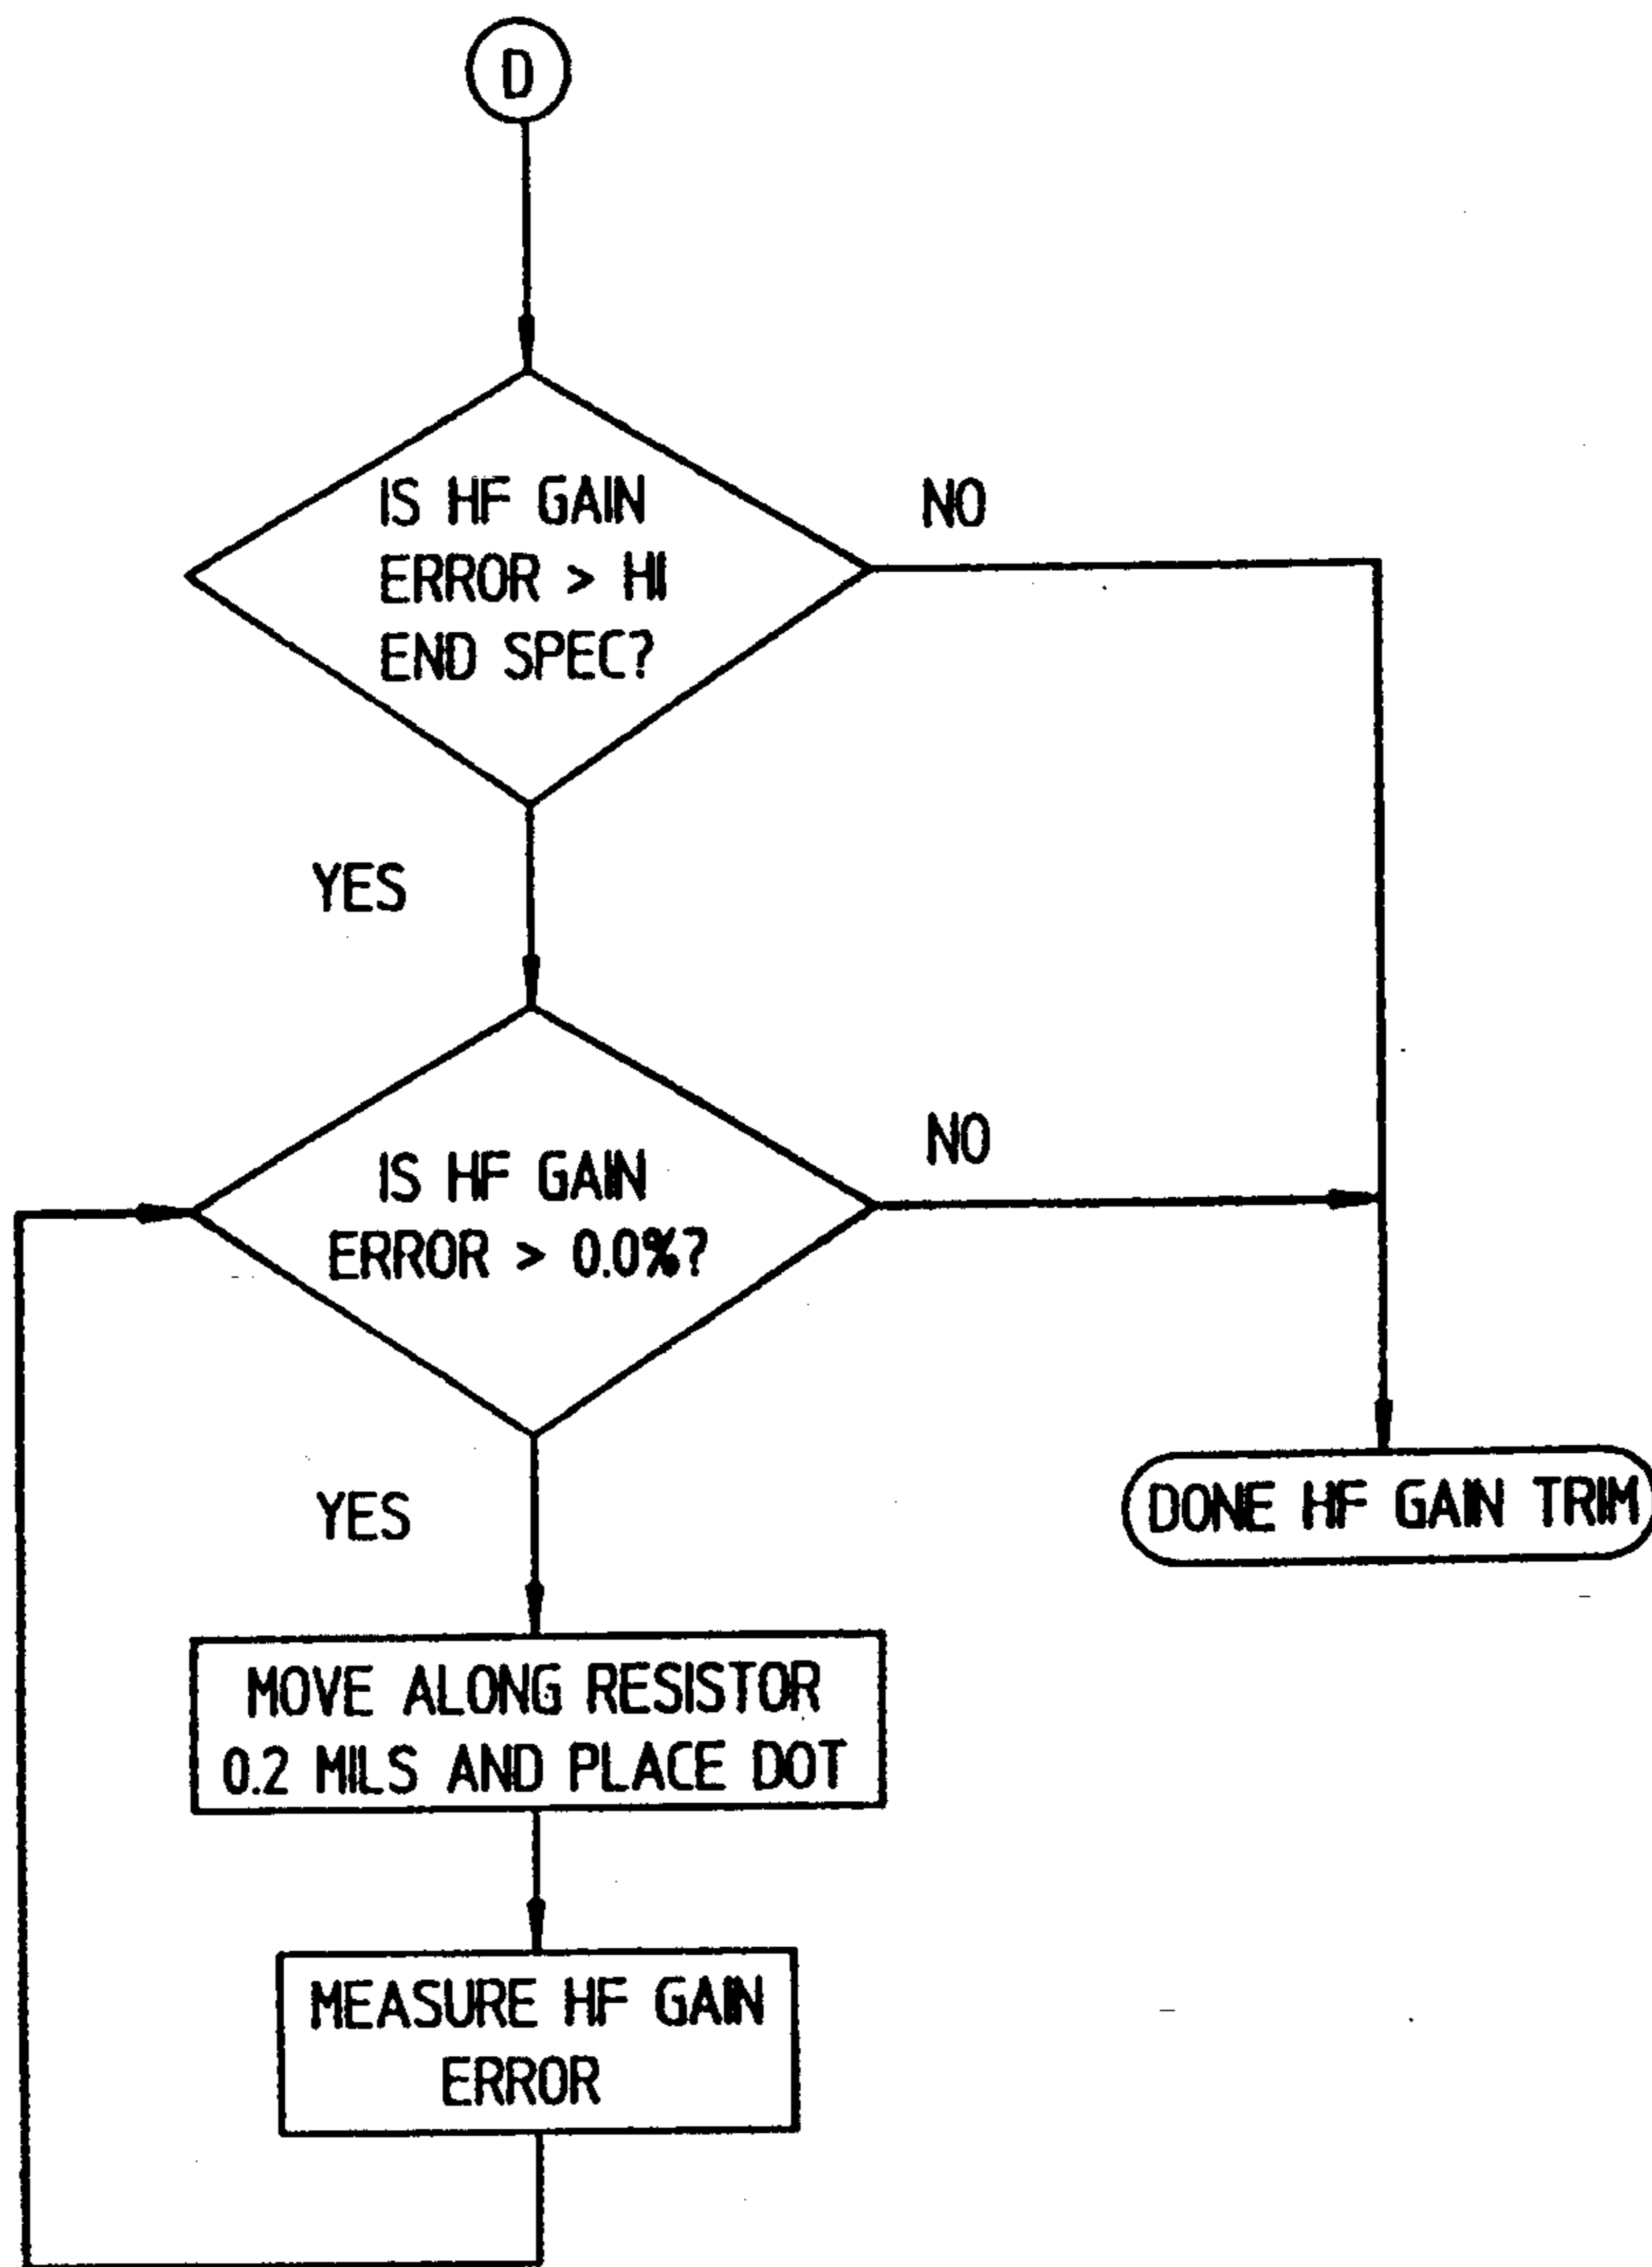 D
IS HF GAIN
ERROR > HI
END SPEC?
NO
YES
IS HF GAIN
ERROR > 0.0%?
NO
YES
DONE HF GAIN TRIM
MOVE ALONG RESISTOR
0.2 MILS AND PLACE DOT
MEASURE HF GAIN
ERROR